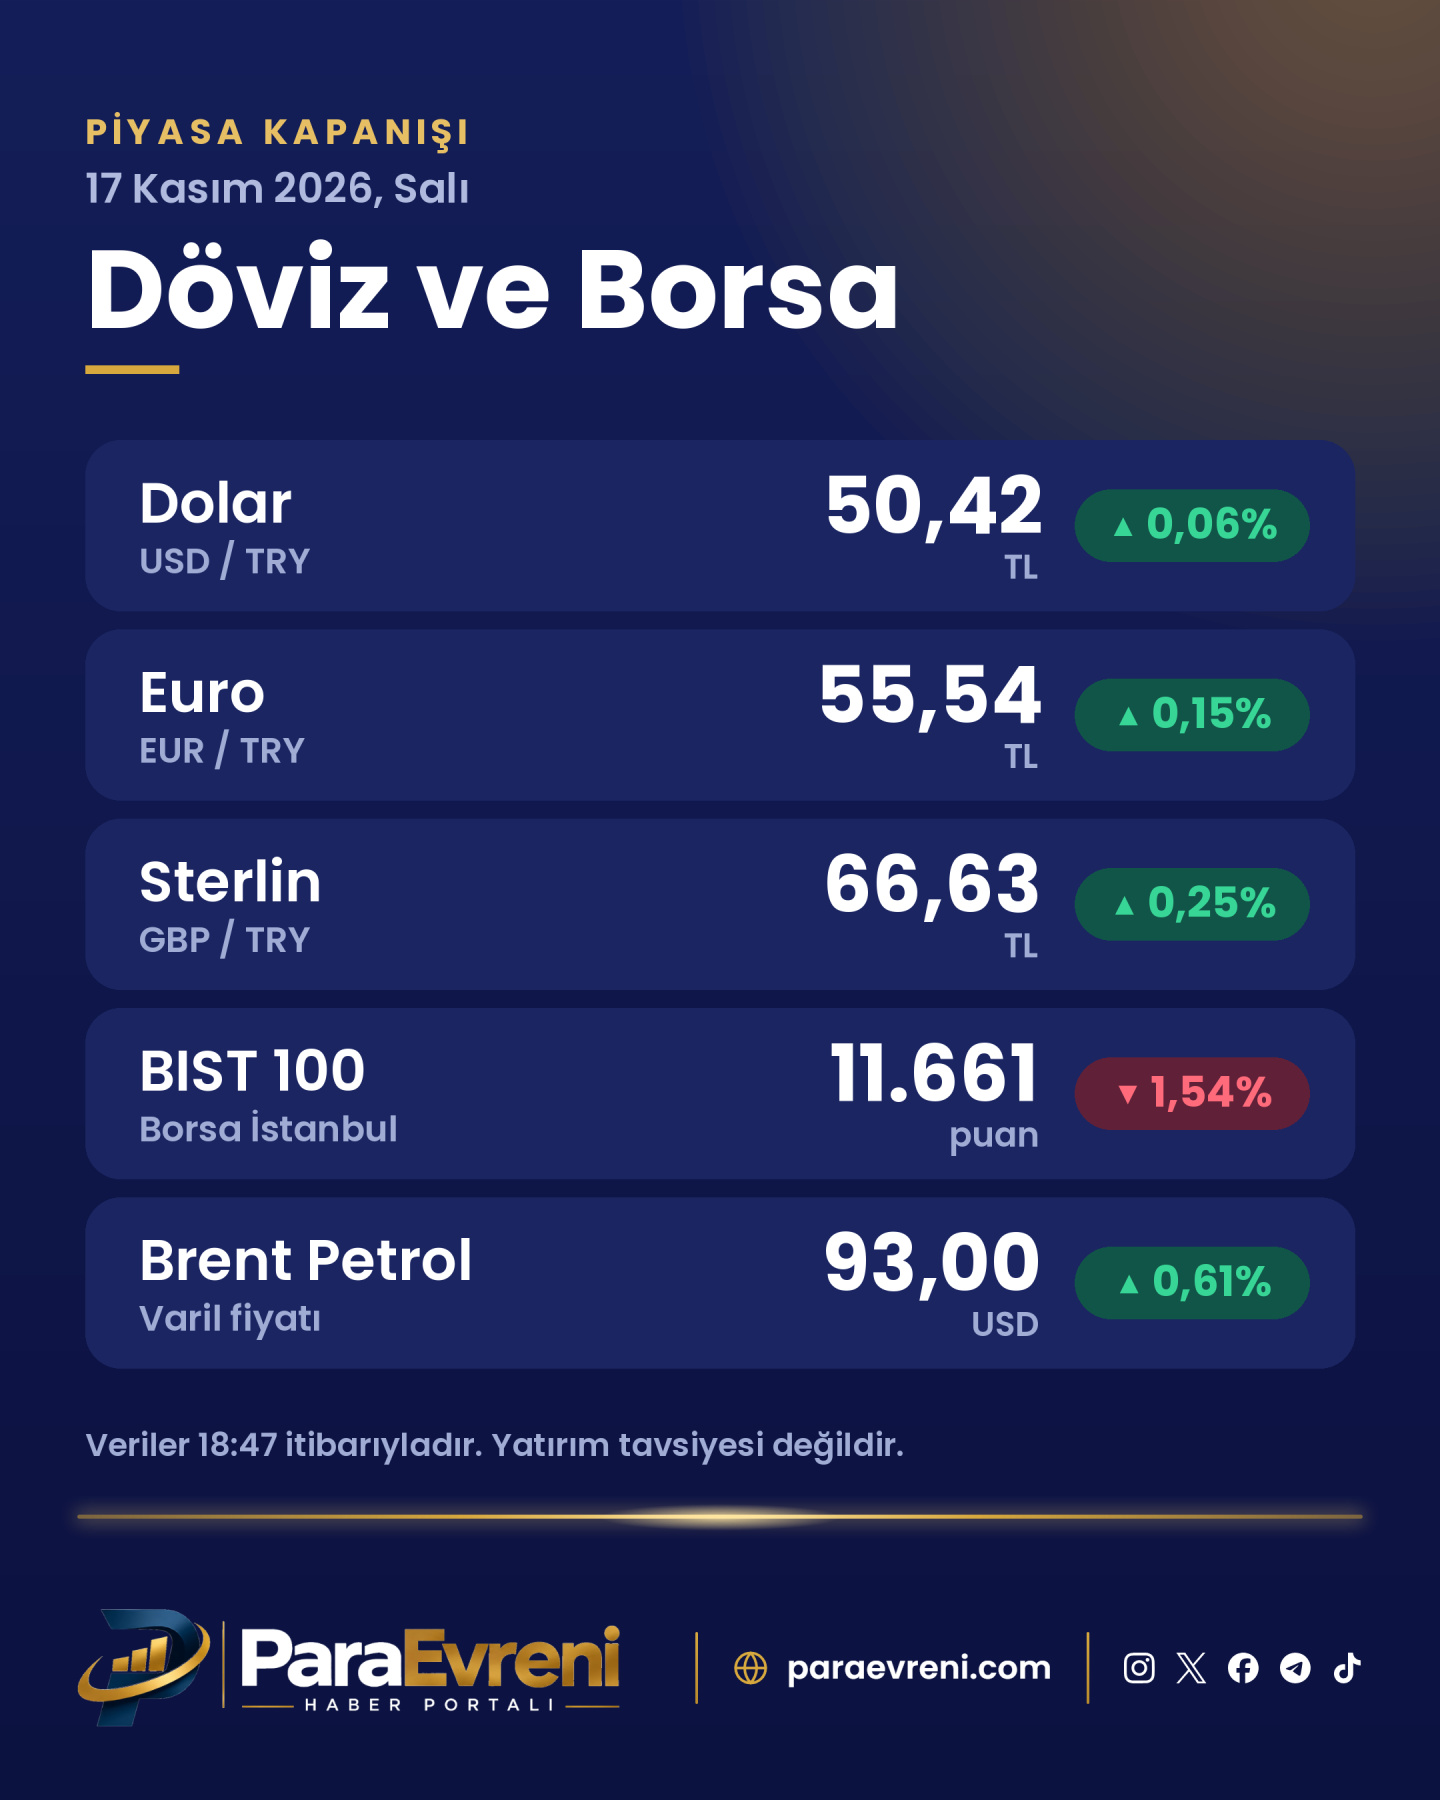 PİYASA KAPANIŞI
17 Kasım 2026, Salı
Döviz ve Borsa
Dolar
USD / TRY
50,42
TL
▲ 0,06%
Euro
EUR / TRY
55,54
TL
▲ 0,15%
Sterlin
GBP / TRY
66,63
TL
▲ 0,25%
BIST 100
Borsa İstanbul
11.661
puan
▼ 1,54%
Brent Petrol
Varil fiyatı
93,00
USD
▲ 0,61%
Veriler 18:47 itibarıyladır. Yatırım tavsiyesi değildir.
ParaEvreni
HABER PORTALI
paraevreni.com